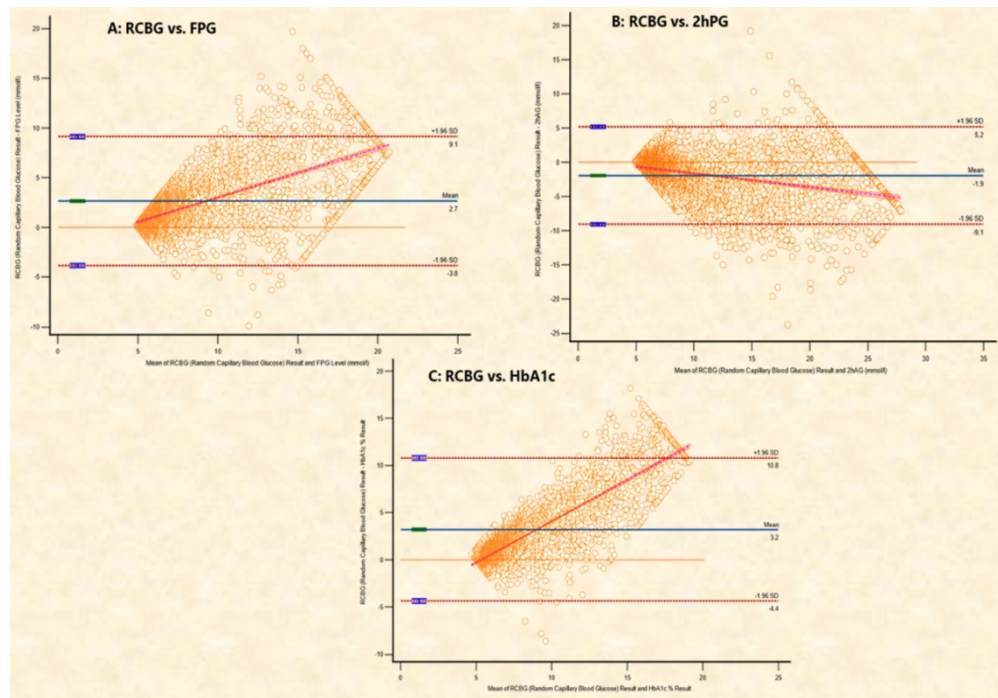 A: RCBG vs. FPG
RCBG (Random Capillary Blood Glucose) Result - FPG Level (mmol/l)
20
15
10
5
0
-5
-10
+1.96 SD
9.1
Mean
2.7
-1.96 SD
-3.8
0
5
10
15
20
25
Mean of RCBG (Random Capillary Blood Glucose) Result and FPG Level (mmol/l)
B: RCBG vs. 2hPG
RCBG (Random Capillary Blood Glucose) Result - 2hAG (mmol/l)
20
15
10
5
0
-5
-10
-15
-20
-25
+1.96 SD
5.2
Mean
-1.9
-1.96 SD
-9.1
0
5
10
15
20
25
30
35
Mean of RCBG (Random Capillary Blood Glucose) Result and 2hAG (mmol/l)
C: RCBG vs. HbA1c
RCBG (Random Capillary Blood Glucose) Result - HbA1c % Result
20
15
10
5
0
-5
-10
+1.96 SD
10.8
Mean
3.2
-1.96 SD
-4.4
5
10
15
20
25
Mean of RCBG (Random Capillary Blood Glucose) Result and HbA1c % Result